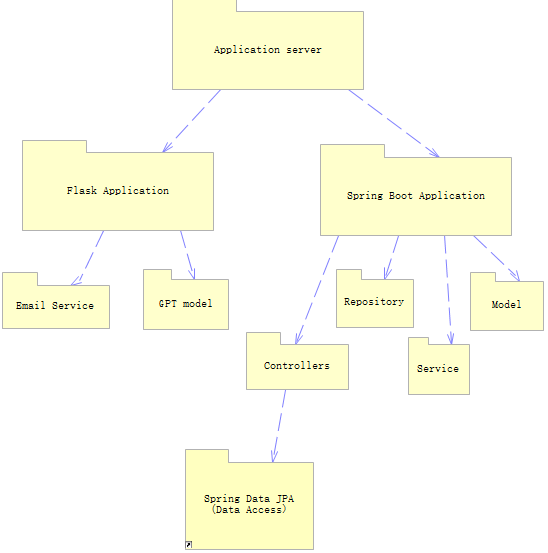 Application server
Flask Application
Spring Boot Application
Email Service
GPT model
Repository
Model
Controllers
Service
Spring Data JPA
(Data Access)